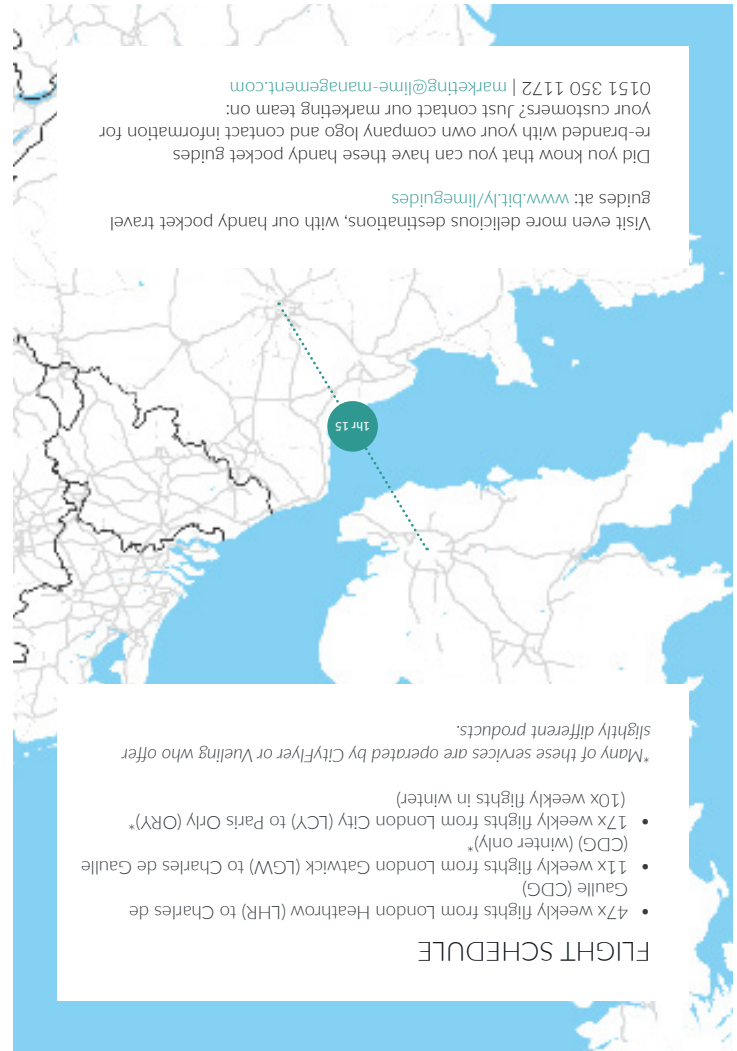 FLIGHT SCHEDULE
• 47x weekly flights from London Heathrow (LHR) to Charles de
Gaulle (CDG)
• 11x weekly flights from London Gatwick (LGW) to Charles de Gaulle
(CDG) (winter only)*
• 17x weekly flights from London City (LCY) to Paris Orly (ORY)*
(10x weekly flights in winter)
*Many of these services are operated by CityFlyer or Vueling who offer
slightly different products.
1hr 15
Visit even more delicious destinations, with our handy pocket travel
guides at: www.bit.ly/limeguides
Did you know that you can have these handy pocket guides
re-branded with your own company logo and contact information for
your customers? Just contact our marketing team on:
0151 350 1172 | marketing@lime-management.com